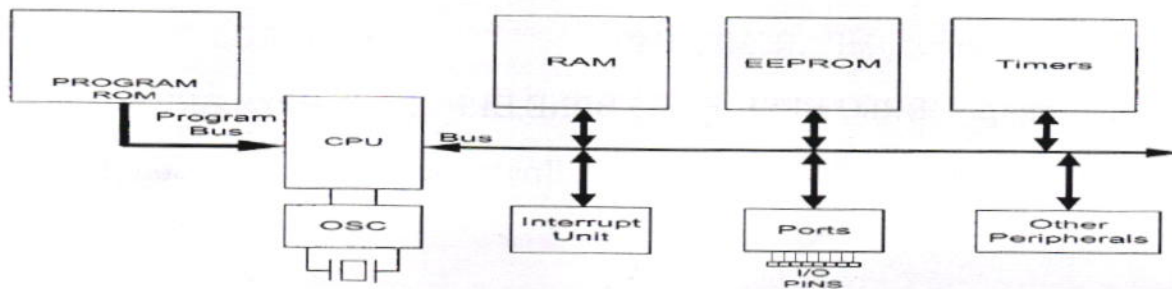 PROGRAM
ROM
Program
Bus
CPU
OSC
Bus
RAM
EEPROM
Timers
Interrupt
Unit
Ports
I/O
PINS
Other
Peripherals